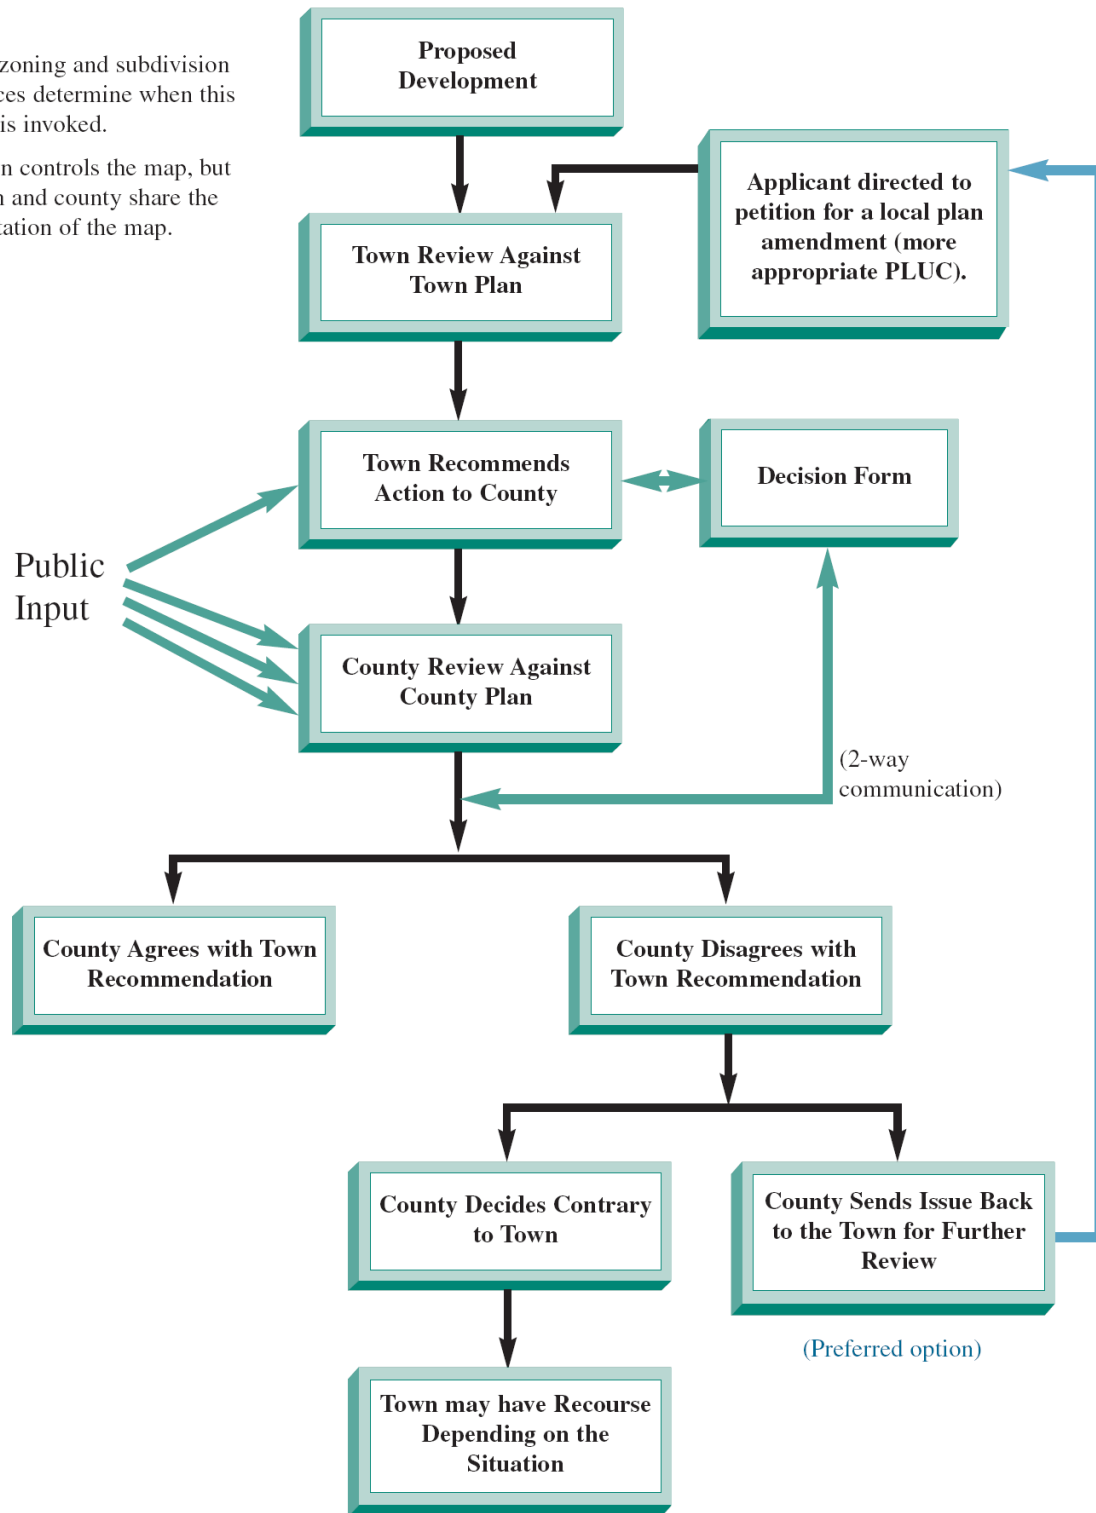 Proposed
Development
zoning and subdivision
determine when this
is invoked.
controls the map, but
and county share the
of the map.
Applicant directed to
petition for a local plan
amendment (more
appropriate PLUC).
Town Review Against
Town Plan
Town Recommends
Action to County
Decision Form
Public
Input
County Review Against
County Plan
(2-way
communication)
County Agrees with Town
Recommendation
County Disagrees with
Town Recommendation
County Decides Contrary
to Town
County Sends Issue Back
to the Town for Further
Review
(Preferred option)
Town may have Recourse
Depending on the
Situation